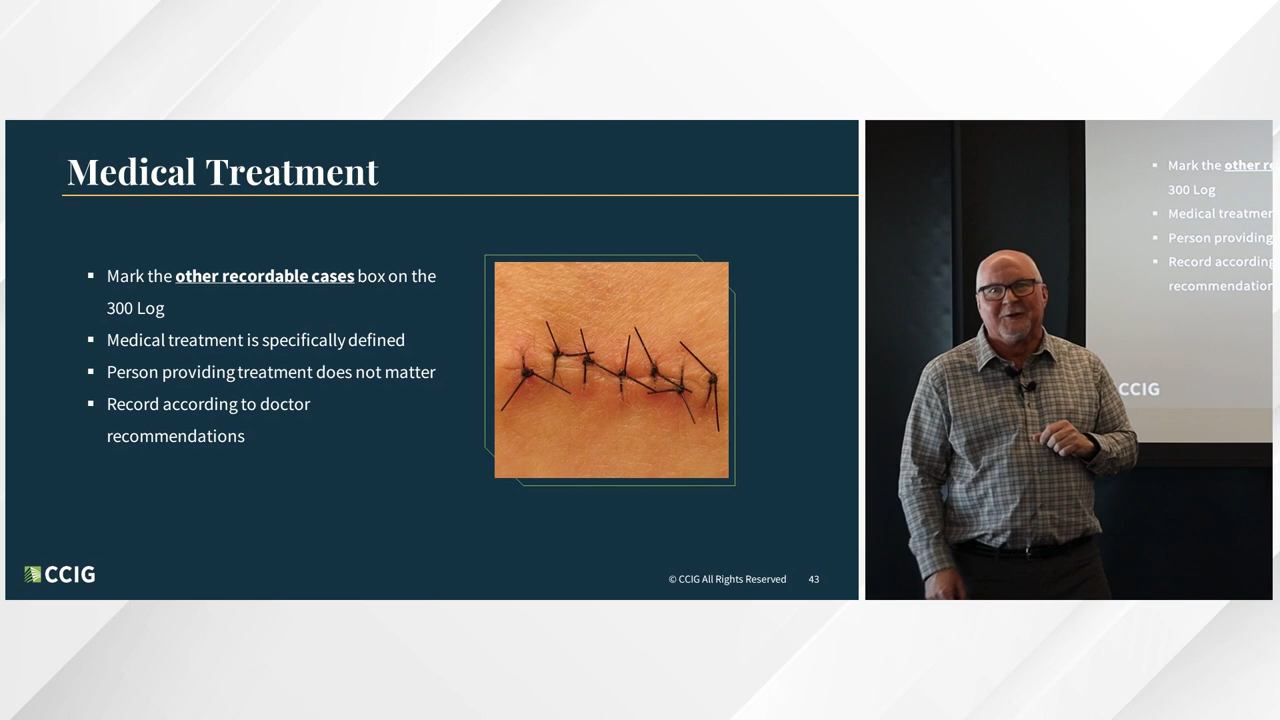 Medical Treatment
▪ Mark the other recordable cases box on the
300 Log
▪ Medical treatment is specifically defined
▪ Person providing treatment does not matter
▪ Record according to doctor
recommendations
CCIG
© CCIG All Rights Reserved 43
▪ Mark the other re
300 Log
▪ Medical treatmen
▪ Person providing
▪ Record according
recommendation
CCIG